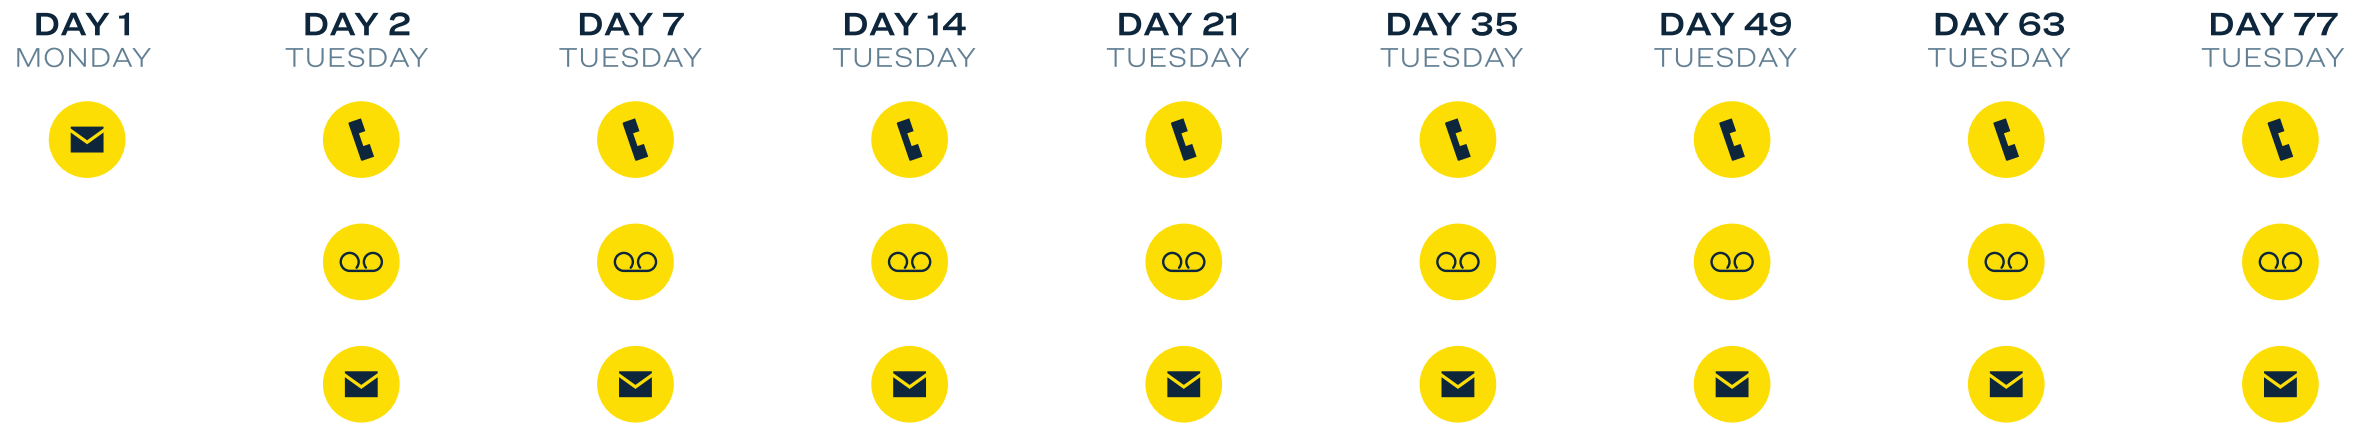 DAY 1
MONDAY
DAY 2
TUESDAY
DAY 7
TUESDAY
DAY 14
TUESDAY
DAY 21
TUESDAY
DAY 35
TUESDAY
DAY 49
TUESDAY
DAY 63
TUESDAY
DAY 77
TUESDAY